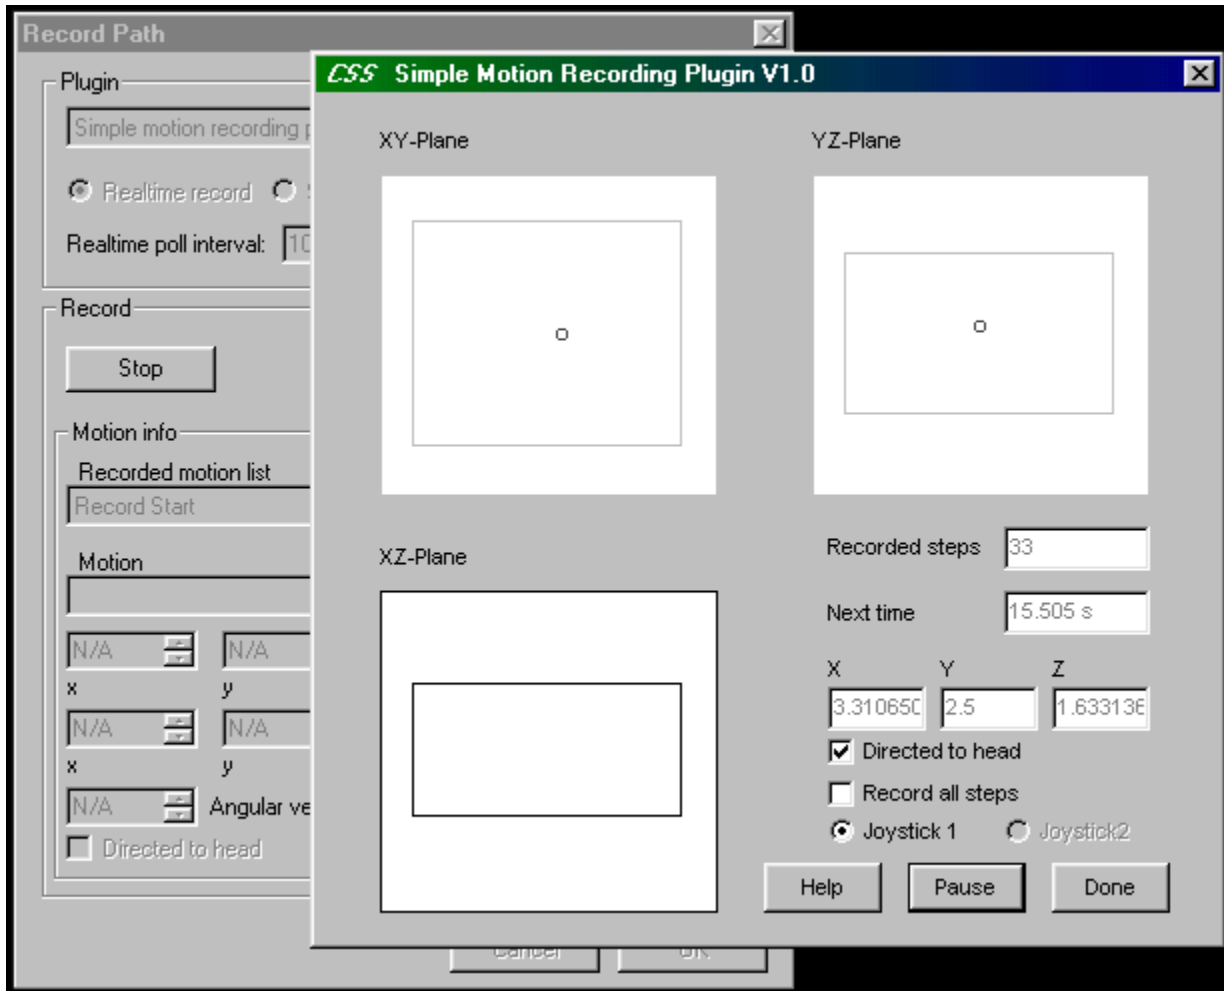 Record Path
Plugin
Simple motion recording
Realtime record
Realtime poll interval:
Record
Stop
Motion info
Recorded motion list
Record Start
Motion
N/A N/A
x y
N/A N/A
x y
N/A Angular
Directed to head
Cancel OK
CSS Simple Motion Recording Plugin V1.0
XY-Plane YZ-Plane
XZ-Plane
Recorded steps 33
Next time 15.505 s
X Y Z
3.310650 2.5 1.633136
Directed to head
Record all steps
Joystick 1 Joystick2
Help Pause Done